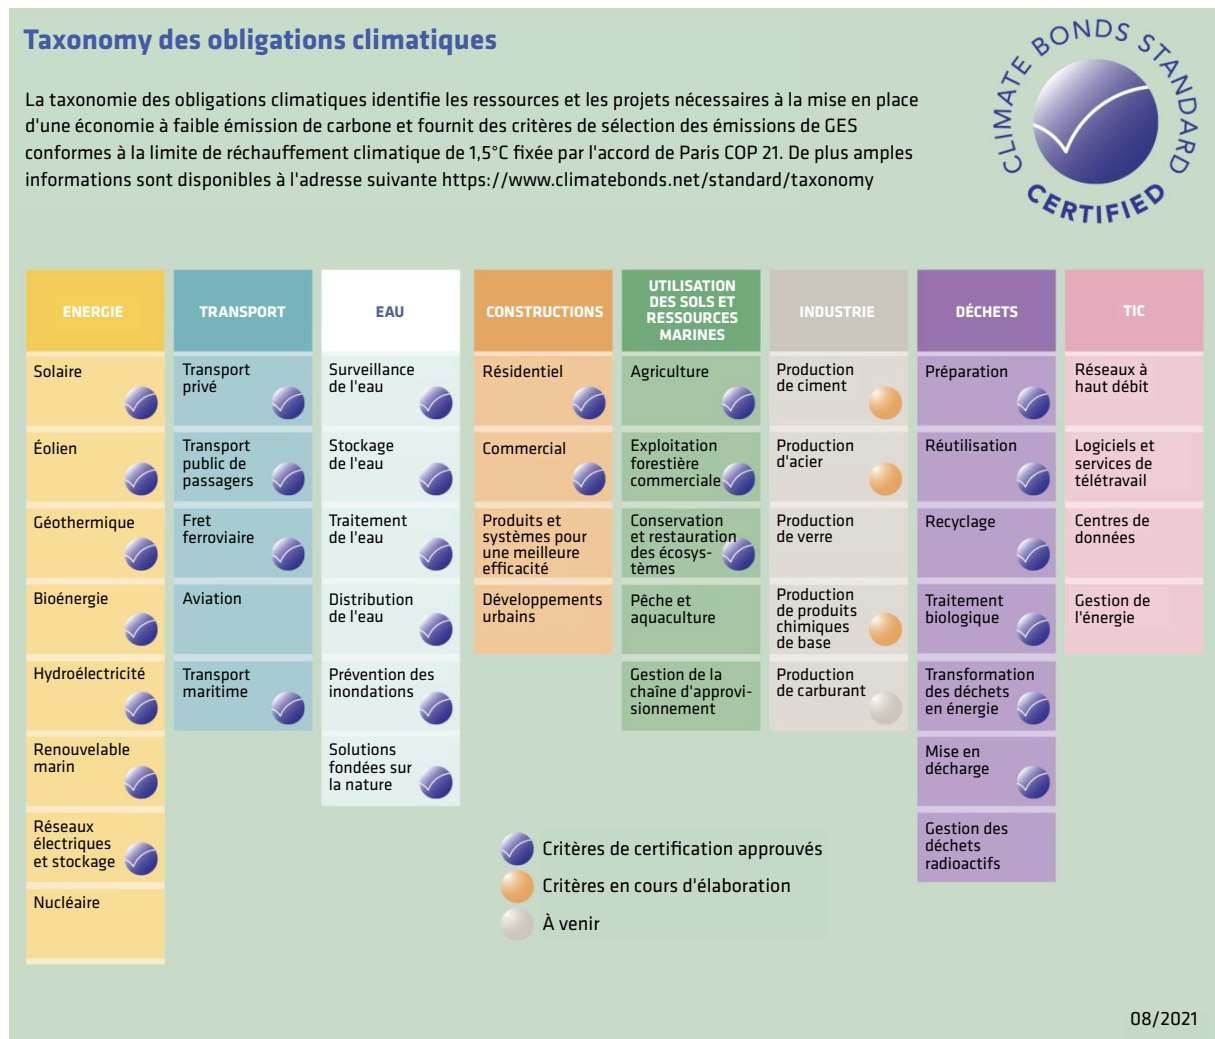 Taxonomy des obligations climatiques
CLIMATE BONDS STANDARD
CERTIFIED
La taxonomie des obligations climatiques identifie les ressources et les projets nécessaires à la mise en place
d'une économie à faible émission de carbone et fournit des critères de sélection des émissions de GES
conformes à la limite de réchauffement climatique de 1,5°C fixée par l'accord de Paris COP 21. De plus amples
informations sont disponibles à l'adresse suivante https://www.climatebonds.net/standard/taxonomy
ENERGIE
Solaire
Éolien
Géothermique
Bioénergie
Hydroélectricité
Renouvelable
marin
Réseaux
électriques
et stockage
Nucléaire
TRANSPORT
Transport
privé
Transport
public de
passagers
Fret
ferroviaire
Aviation
Transport
maritime
EAU
Surveillance
de l'eau
Stockage
de l'eau
Traitement
de l'eau
Distribution
de l'eau
Prévention des
inondations
Solutions
fondées sur
la nature
CONSTRUCTIONS
Résidentiel
Commercial
Produits et
systèmes pour
une meilleure
efficacité
Développements
urbains
UTILISATION
DES SOLS ET
RESSOURCES
MARINES
Agriculture
Exploitation
forestière
commerciale
Conservation
et restauration
des écosys-
tèmes
Pêche et
aquaculture
Gestion de la
chaîne d'approvi-
sionnement
INDUSTRIE
Production
de ciment
Production
d'acier
Production
de verre
Production
de produits
chimiques
de base
Production
de carburant
DÉCHETS
Préparation
Réutilisation
Recyclage
Traitement
biologique
Transformation
des déchets
en énergie
Mise en
décharge
Gestion des
déchets
radioactifs
TIC
Réseaux à
haut débit
Logiciels et
services de
télétravail
Centres de
données
Gestion de
l'énergie
Critères de certification approuvés
Critères en cours d'élaboration
À venir
08/2021